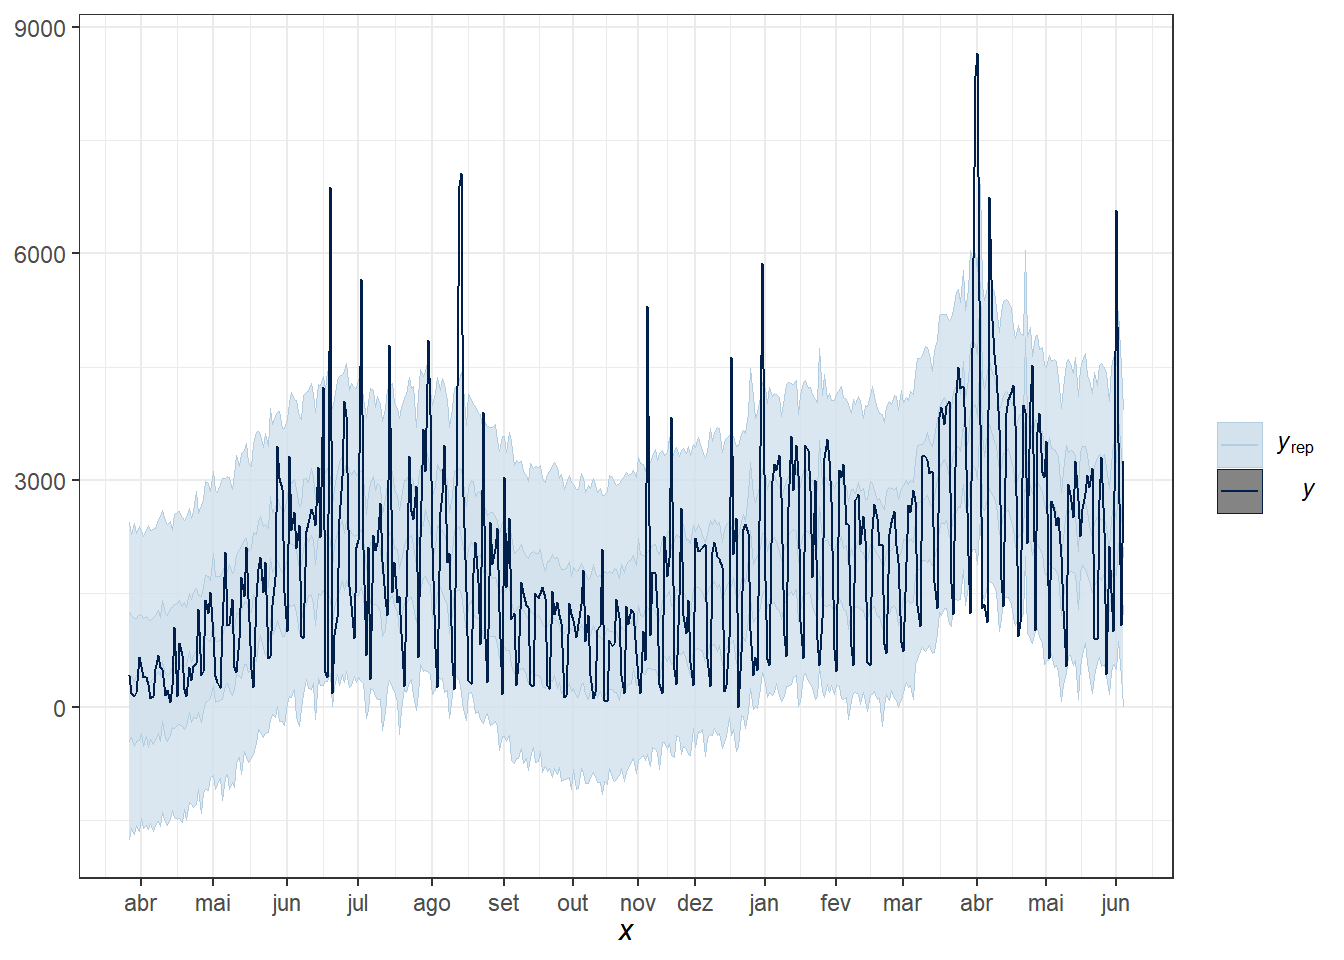 9000
6000
3000
0
abr mai jun jul ago set out nov dez jan fev mar abr mai jun
x
y rep
y